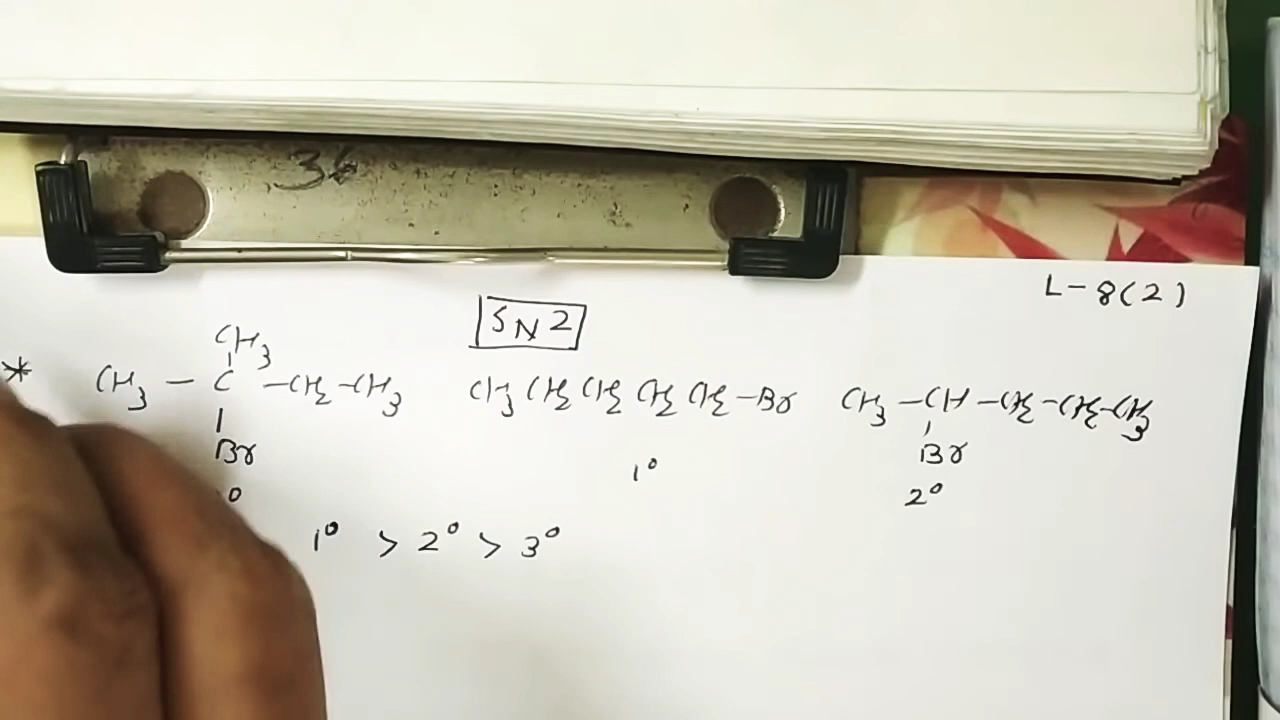 36
L-8(2)
SN2
CH3
* CH3 - C - CH2 - CH3 CH3 CH2 CH2 CH2 CH2 - Br CH3 - CH - CH2 - CH2 - CH3
Br Br
1° 2°
1° > 2° > 3°